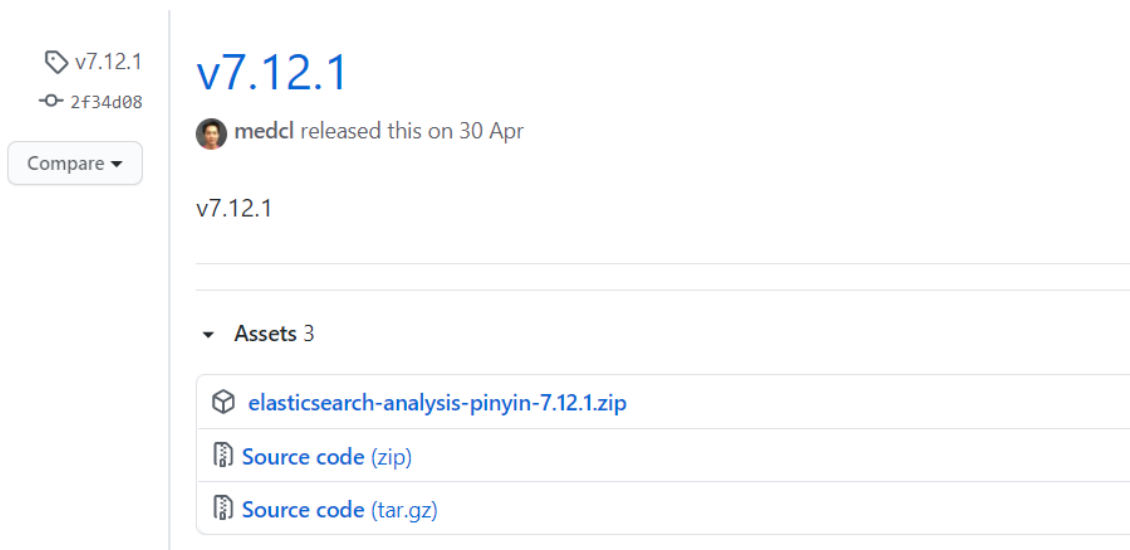 v7.12.1
2f34d08
Compare
v7.12.1
medcl released this on 30 Apr
v7.12.1
Assets 3
elasticsearch-analysis-pinyin-7.12.1.zip
Source code (zip)
Source code (tar.gz)